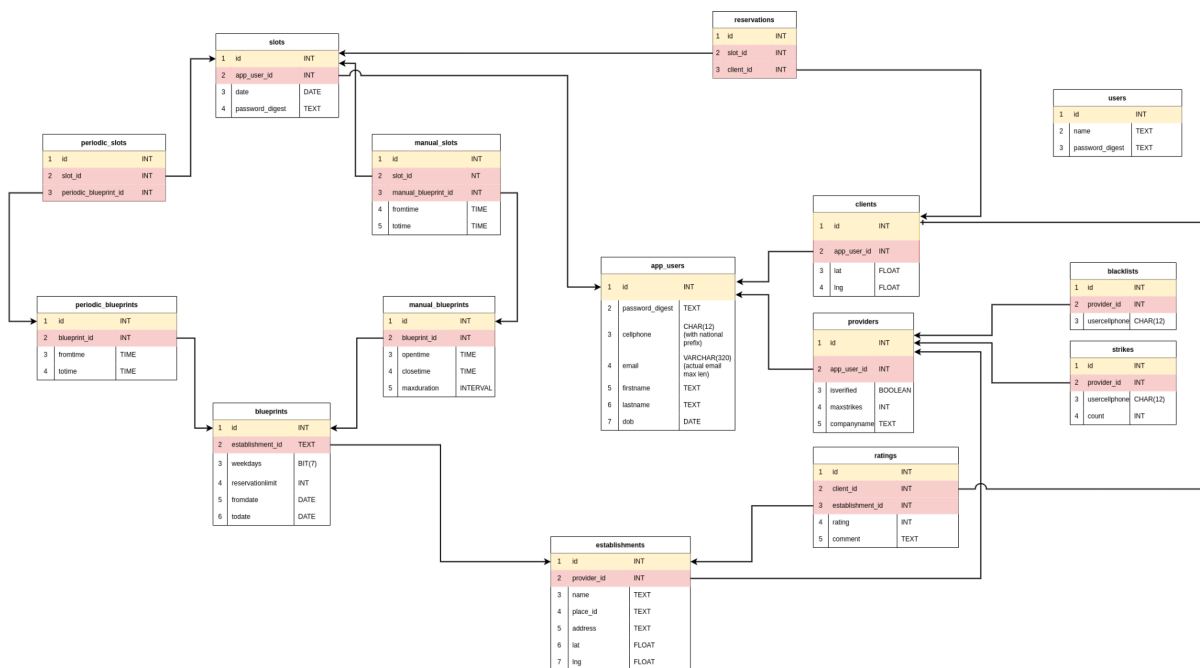 reservations
1 id INT
2 slot_id INT
3 client_id INT
slots
1 id INT
2 app_user_id INT
3 date DATE
4 password_digest TEXT
users
1 id INT
2 name TEXT
3 password_digest TEXT
periodic_slots
1 id INT
2 slot_id INT
3 periodic_blueprint_id INT
manual_slots
1 id INT
2 slot_id NT
3 manual_blueprint_id INT
4 fromtime TIME
5 totime TIME
clients
1 id INT
2 app_user_id INT
3 lat FLOAT
4 lng FLOAT
app_users
1 id INT
2 password_digest TEXT
3 cellphone CHAR(12)
(with national
prefix)
4 email VARCHAR(320)
(actual email
max len)
5 firstname TEXT
6 lastname TEXT
7 dob DATE
blacklists
1 id INT
2 provider_id INT
3 usercellphone CHAR(12)
periodic_blueprints
1 id INT
2 blueprint_id INT
3 fromtime TIME
4 totime TIME
manual_blueprints
1 id INT
2 blueprint_id INT
3 opentime TIME
4 closetime TIME
5 maxduration INTERVAL
providers
1 id INT
2 app_user_id INT
3 isverified BOOLEAN
4 maxstrikes INT
5 companyname TEXT
strikes
1 id INT
2 provider_id INT
3 usercellphone CHAR(12)
4 count INT
blueprints
1 id INT
2 establishment_id TEXT
3 weekdays BIT(7)
4 reservationlimit INT
5 fromdate DATE
6 todate DATE
ratings
1 id INT
2 client_id INT
3 establishment_id INT
4 rating INT
5 comment TEXT
establishments
1 id INT
2 provider_id INT
3 name TEXT
4 place_id TEXT
5 address TEXT
6 lat FLOAT
7 lng FLOAT